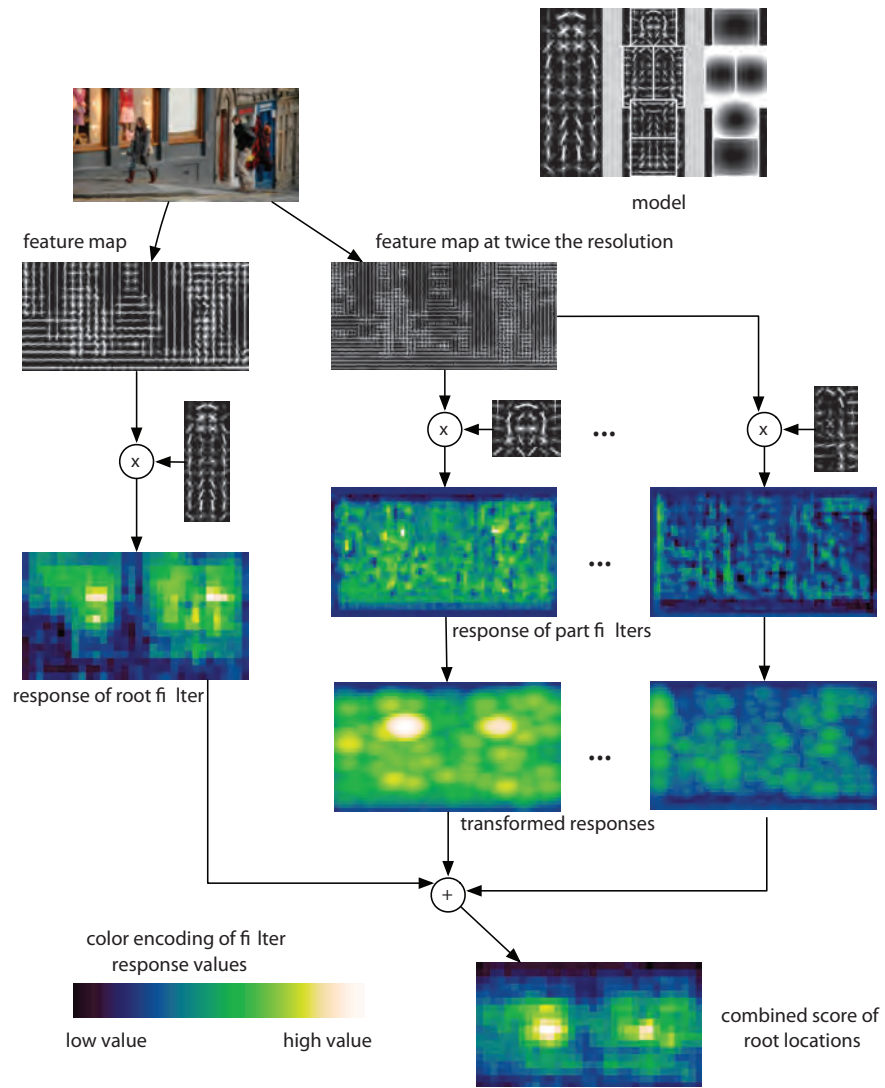 model
feature map
feature map at twice the resolution
x
x
x
...
...
response of part fi lters
response of root fi lter
...
transformed responses
+
color encoding of fi lter
response values
low value
high value
combined score of
root locations